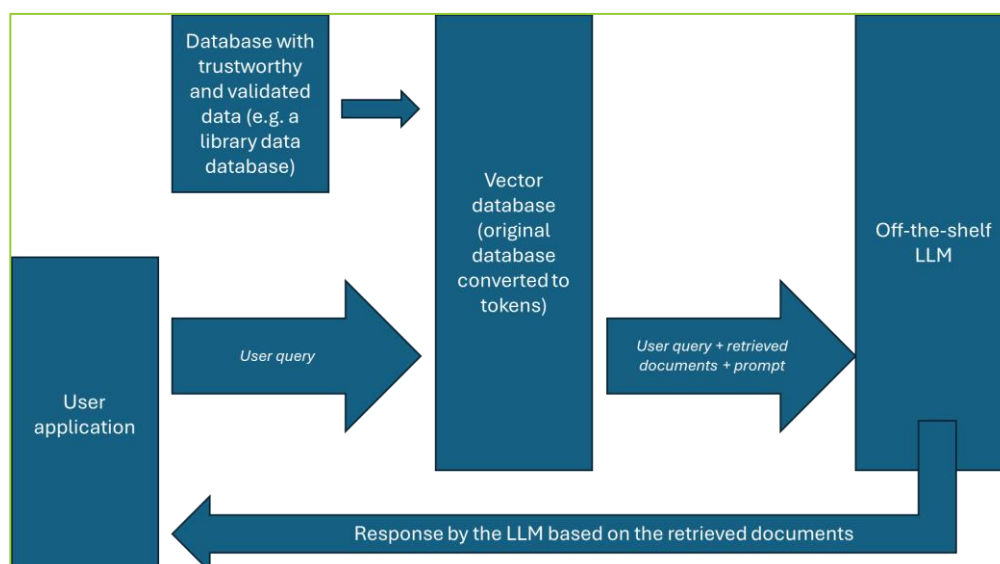 Database with
trustworthy
and validated
data (e.g. a
library data
database)
Vector
database
(original
database
converted to
tokens)
Off-the-shelf
LLM
User query
User query + retrieved
documents + prompt
User
application
Response by the LLM based on the retrieved documents